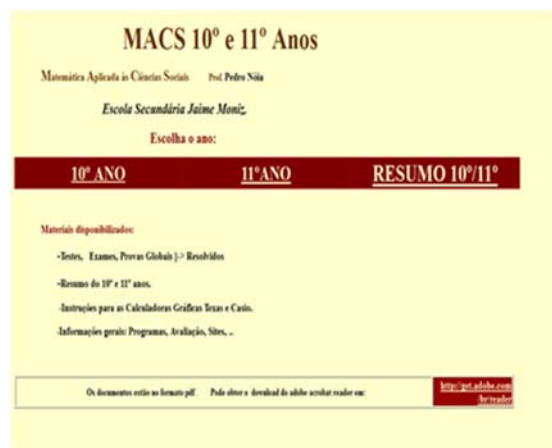 MACS 10º e 11º Anos
Matemática Aplicada às Ciências Sociais Prof. Pedro Nóia
Escola Secundária Jaime Moniz.
Escolha o ano:
10º ANO 11ºANO RESUMO 10º/11º
Materiais disponibilizados:
-Testes, Exames, Provas Globais |-> Resolvidos
-Resumo do 10º e 11º anos.
-Instruções para as Calculadoras Gráficas Texas e Casio.
-Informações gerais: Programas, Avaliação, Sites, ..
Os documentos estão no formato pdf . Pode obter o download do adobe acrobat reader em:
http://get.adobe.com
/br/reader